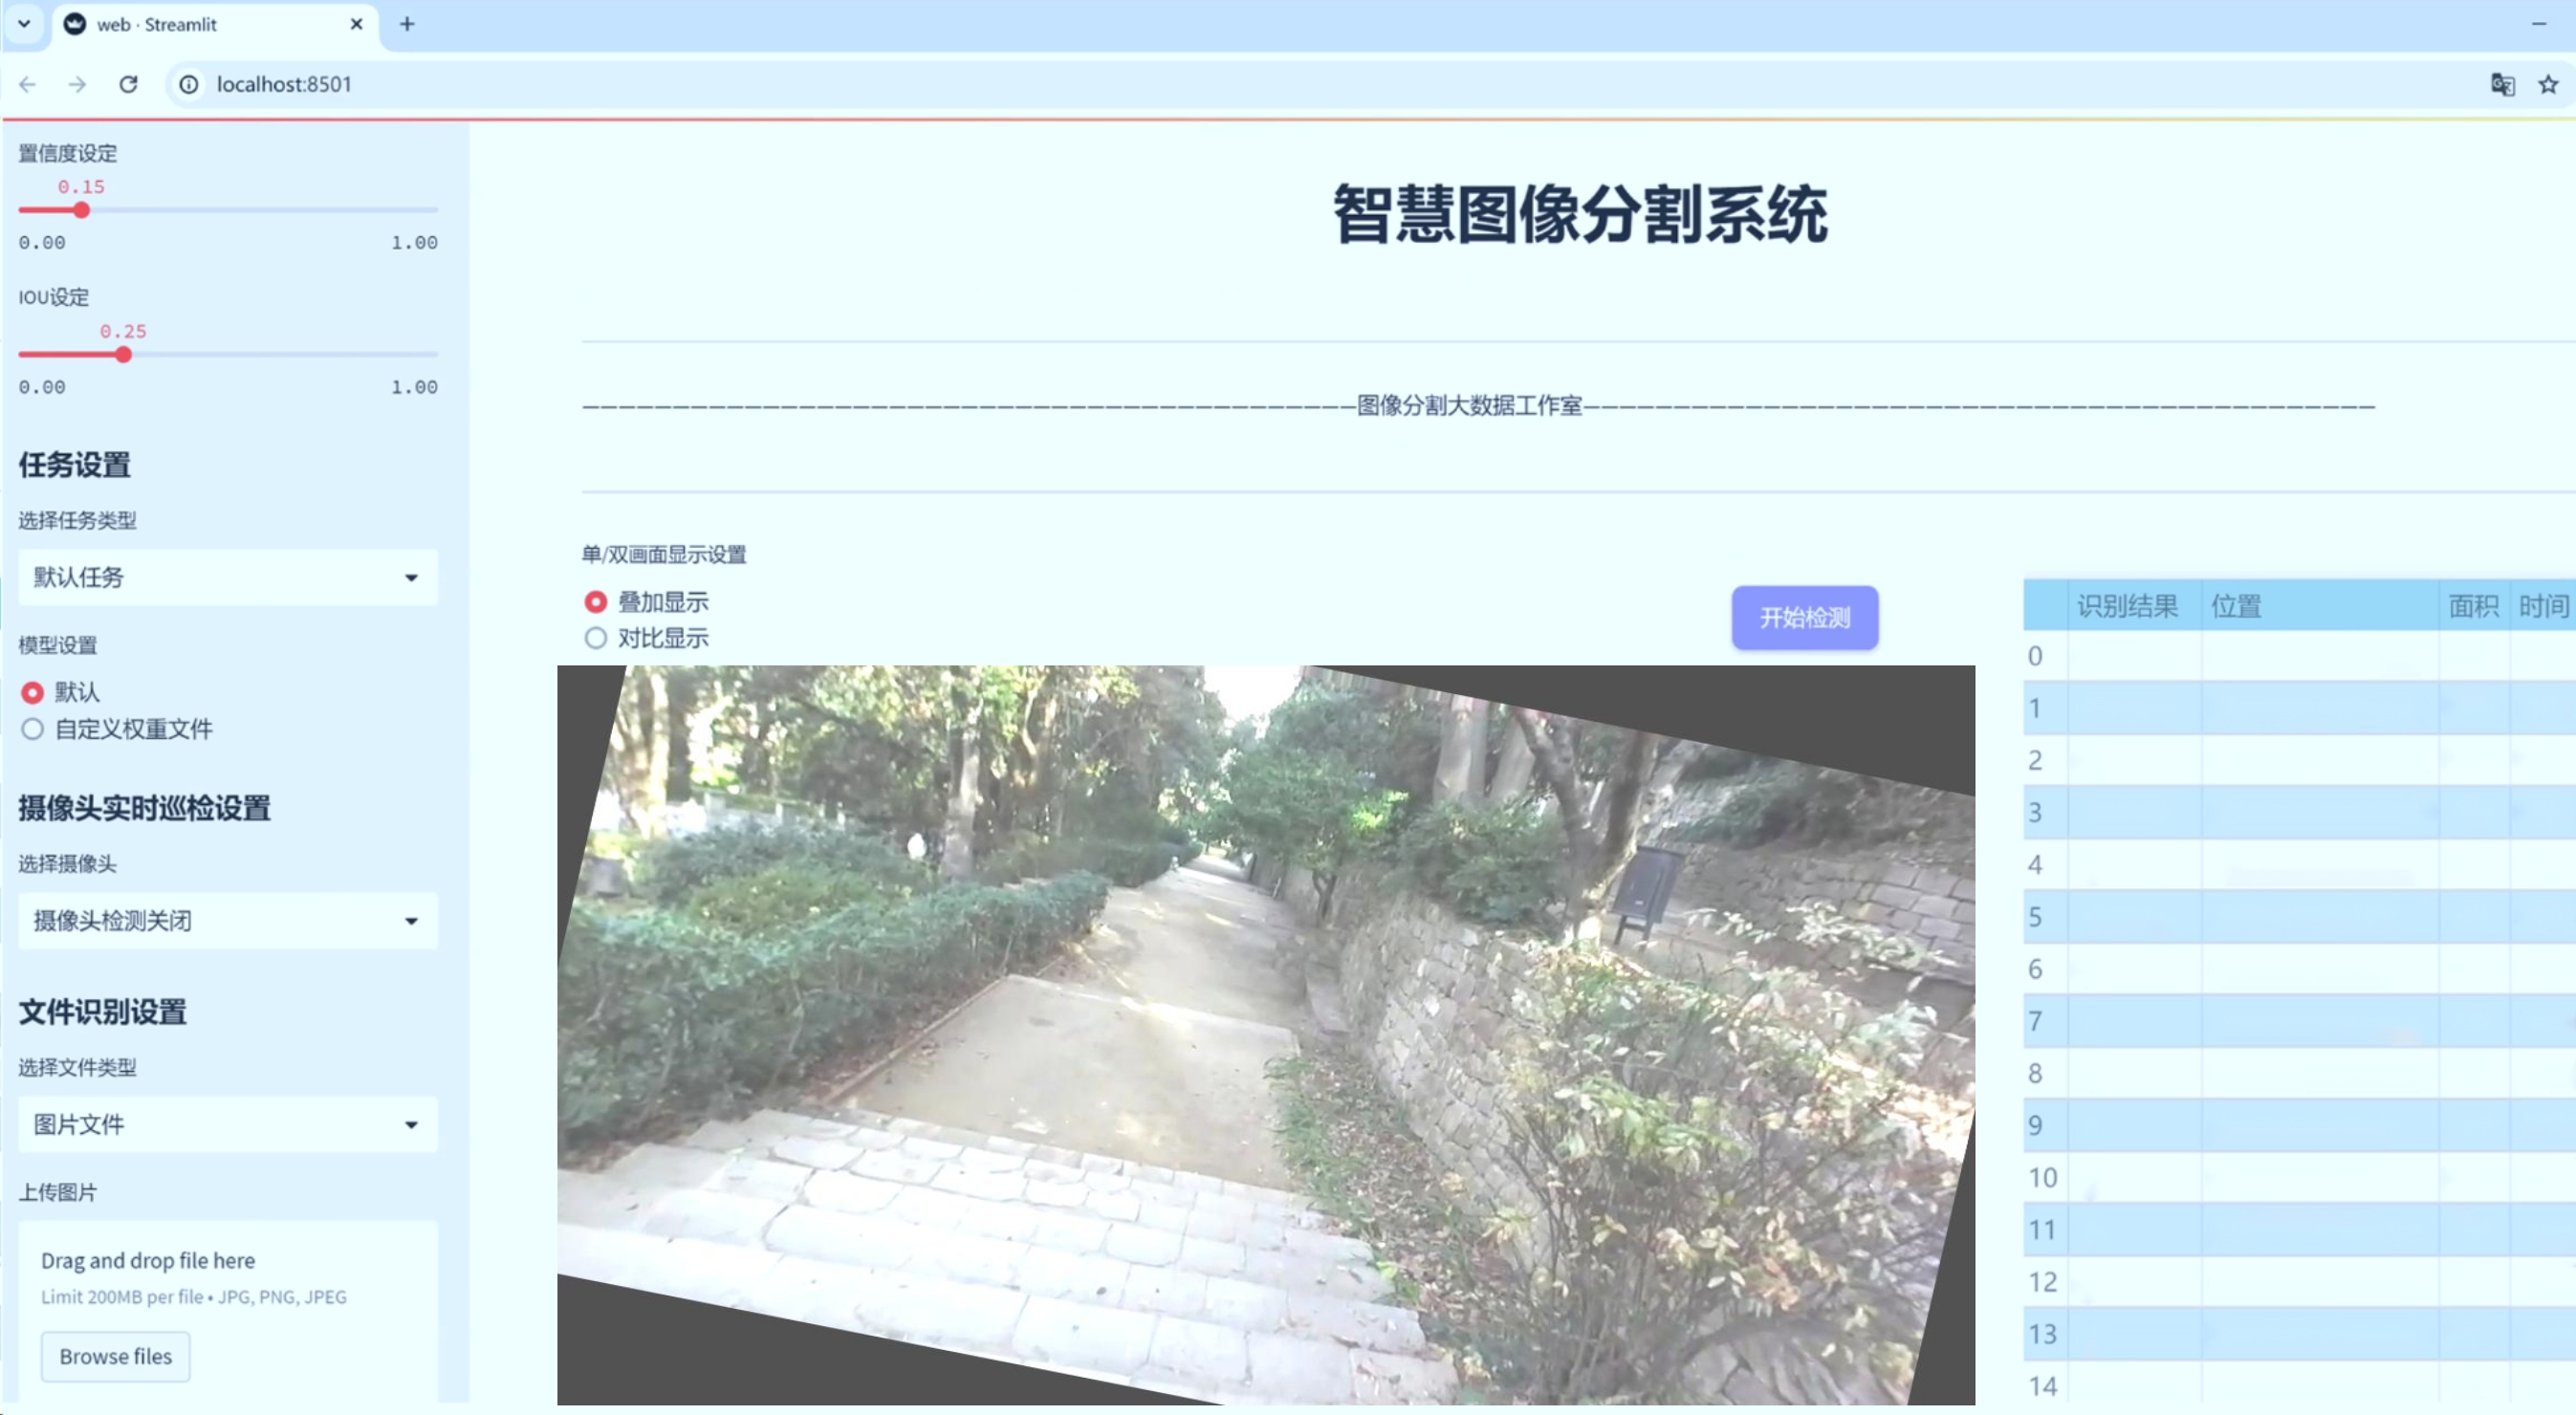 web · Streamlit
localhost:8501
置信度设定
0.15
0.00 1.00
IOU设定
0.25
0.00 1.00
任务设置
选择任务类型
默认任务
模型设置
默认
自定义权重文件
摄像头实时巡检设置
选择摄像头
摄像头检测关闭
文件识别设置
选择文件类型
图片文件
上传图片
Drag and drop file here
Limit 200MB per file • JPG, PNG, JPEG
Browse files
智慧图像分割系统
———————————————————————————————————————————图像分割大数据工作室————————————————————————————————————————————
单/双画面显示设置
叠加显示
对比显示
开始检测
识别结果 位置 面积 时间
0
1
2
3
4
5
6
7
8
9
10
11
12
13
14